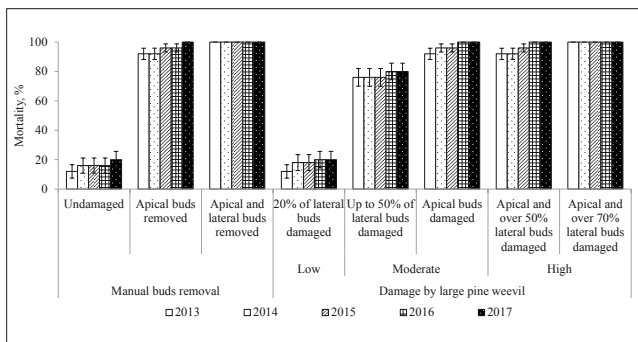 Mortality, %
100
80
60
40
20
0
Undamaged
Apical buds
removed
Apical and
lateral buds
removed
20% of lateral
buds damaged
Up to 50% of
lateral buds
damaged
Apical buds
damaged
Apical and
over 50%
lateral buds
damaged
Apical and
over 70%
lateral buds
damaged
Low
Moderate
High
Manual buds removal
Damage by large pine weevil
2013
2014
2015
2016
2017